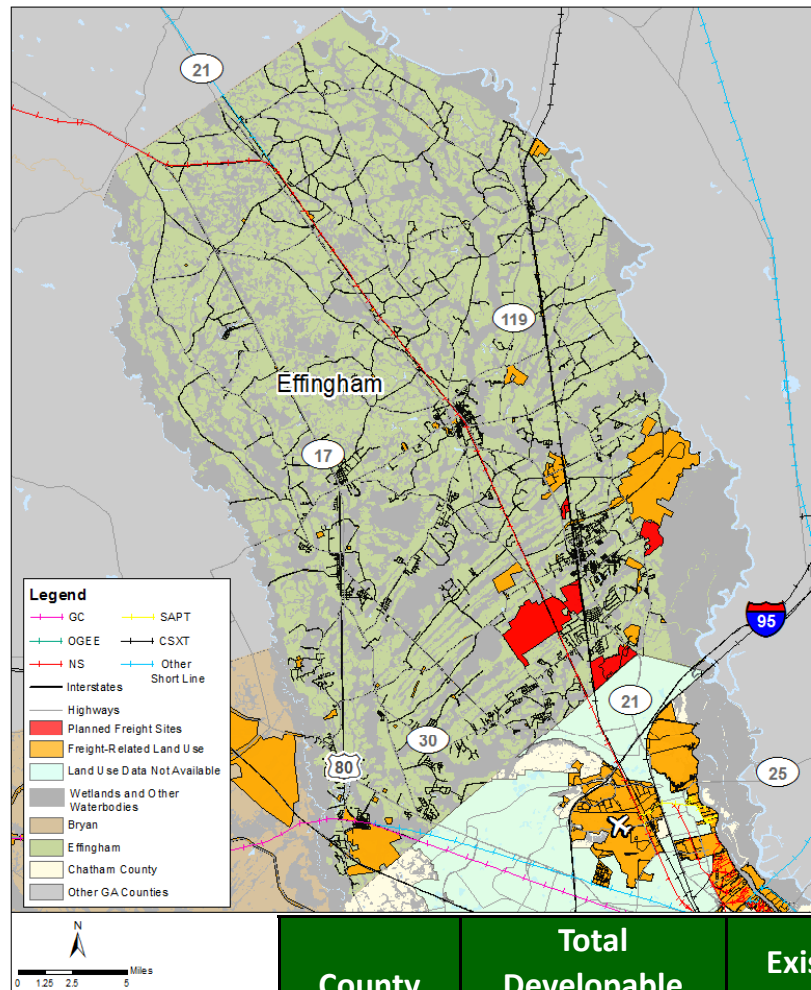 21
119
Effingham
17
95
Legend
GC
SAPT
OGEE
CSXT
NS
Other
Short Line
Interstates
Highways
Planned Freight Sites
Freight-Related Land Use
Land Use Data Not Available
Wetlands and Other
Waterbodies
Bryan
Effingham
Chatham County
Other GA Counties
21
30
80
25
N
Miles
0 1.25 2.5 5
County
Total
Developable